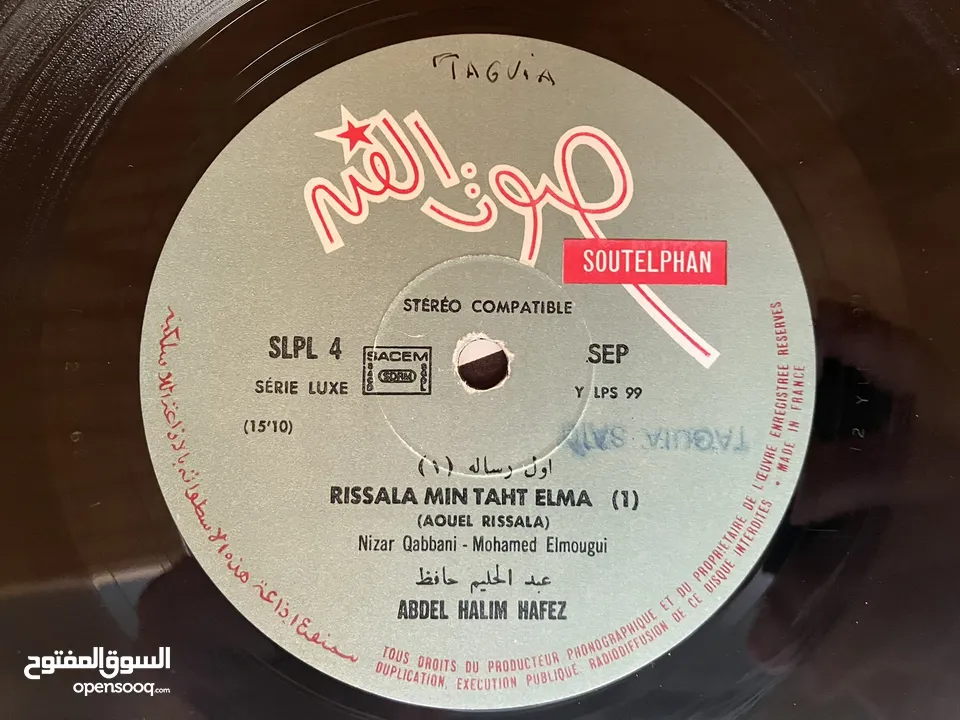 TAGUIA
صوت الفن
SOUTELPHAN
STÉRÉO COMPATIBLE
SLPL 4
SACEM
SDRM
SEP
SÉRIE LUXE
Y LPS 99
(15'10)
TAGUIA
اول رساله (١)
RISSALA MIN TAHT ELMA (1)
(AOUEL RISSALA)
Nizar Qabbani - Mohamed Elmougui
عبد الحليم حافظ
ABDEL HALIM HAFEZ
ممنوع اذاعة هذه الاسطوانة بالاذاعة اللاسلكية
TOUS DROITS DU PRODUCTEUR PHONOGRAPHIQUE ET DU PROPRIETAIRE DE L'ŒUVRE ENREGISTREE RESERVES
DUPLICATION, EXECUTION PUBLIQUE RADIODIFFUSION DE CE DISQUE INTERDITES • MADE IN FRANCE
السوق المفتوح
opensooq.com